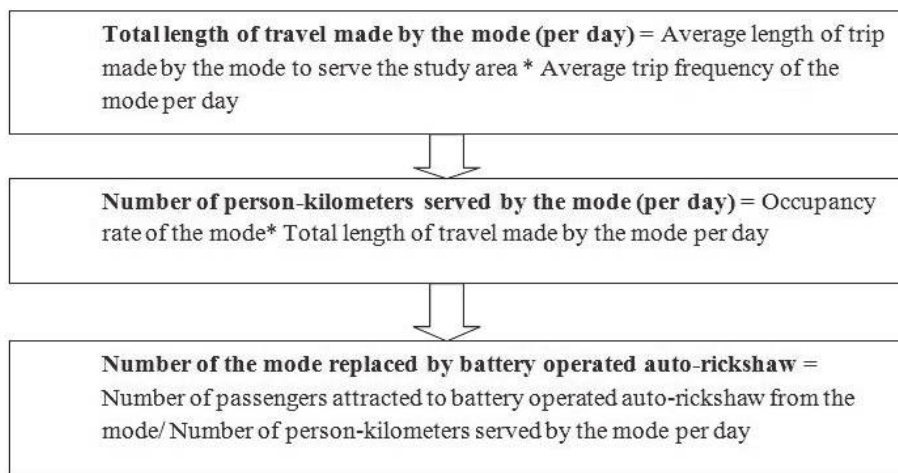 Total length of travel made by the mode (per day) = Average length of trip
made by the mode to serve the study area * Average trip frequency of the
mode per day
Number of person-kilometers served by the mode (per day) = Occupancy
rate of the mode* Total length of travel made by the mode per day
Number of the mode replaced by battery operated auto-rickshaw =
Number of passengers attracted to battery operated auto-rickshaw from the
mode/ Number of person-kilometers served by the mode per day